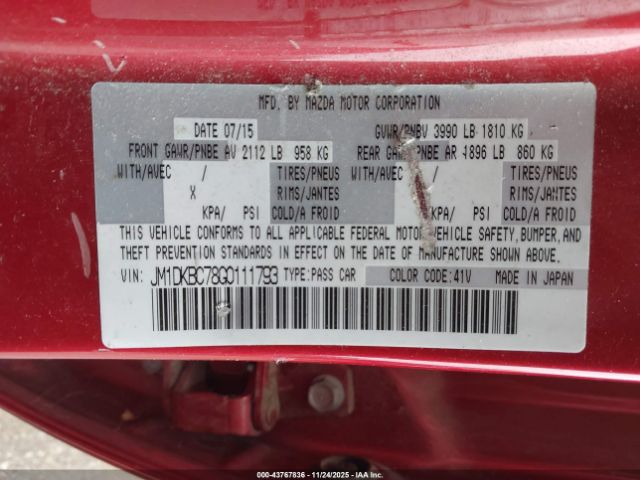 MFD. BY MAZDA MOTOR CORPORATION
DATE 07/15 GVWR/PNBV 3990 LB 1810 KG
FRONT GAWR/PNBE AV 2112 LB 958 KG REAR GAWR/PNBE AR 1896 LB 860 KG
WITH/AVEC / TIRES/PNEUS WITH/AVEC / TIRES/PNEUS
X RIMS/JANTES RIMS/JANTES
KPA/ PSI COLD/A FROID KPA/ PSI COLD/A FROID
THIS VEHICLE CONFORMS TO ALL APPLICABLE FEDERAL MOTOR VEHICLE SAFETY, BUMPER, AND
THEFT PREVENTION STANDARDS IN EFFECT ON THE DATE OF MANUFACTURE SHOWN ABOVE.
VIN: JM1DKBC78G0111793 TYPE: PASS CAR COLOR CODE: 41V MADE IN JAPAN
000-43767836 - 11/24/2025 - IAAI.COM